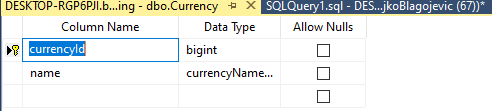 DESKTOP-RGP6PJI.b...ing - dbo.Currency SQLQuery1.sql - DES...jkoBlagojevic (67))*
Column Name Data Type Allow Nulls
currencyId bigint
name currencyName...